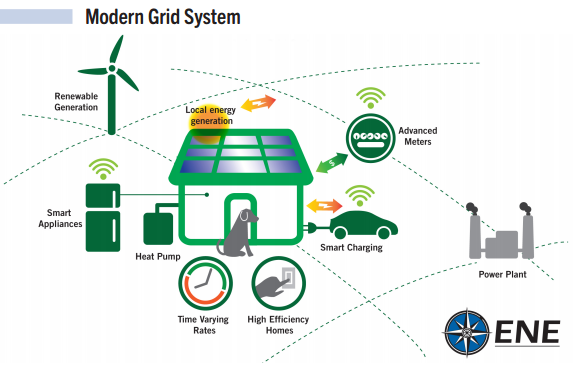 Modern Grid System
Renewable
Generation
Local energy
generation
Advanced
Meters
$
Smart
Appliances
Heat Pump
Smart Charging
Power Plant
Time Varying
Rates
High Efficiency
Homes
ENE